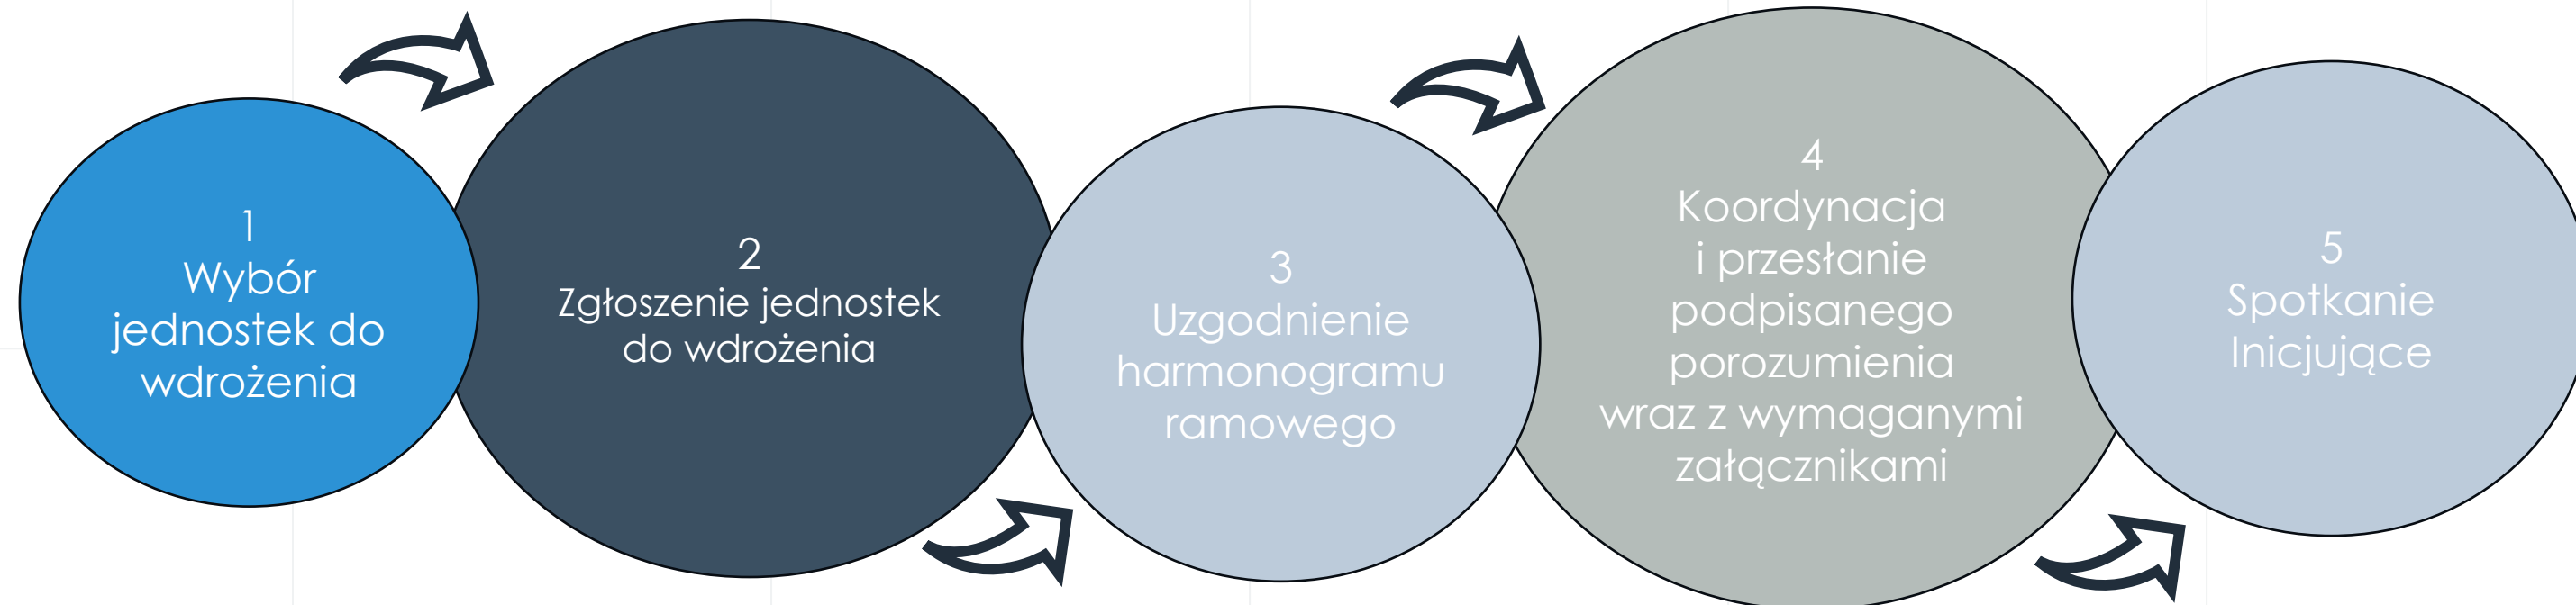 1
Wybór
jednostek do
wdrożenia
2
Zgłoszenie jednostek
do wdrożenia
3
Uzgodnienie
harmonogramu
ramowego
4
Koordynacja
i przesłanie
podpisanego
porozumienia
wraz z wymaganymi
załącznikami
5
Spotkanie
Inicjujące